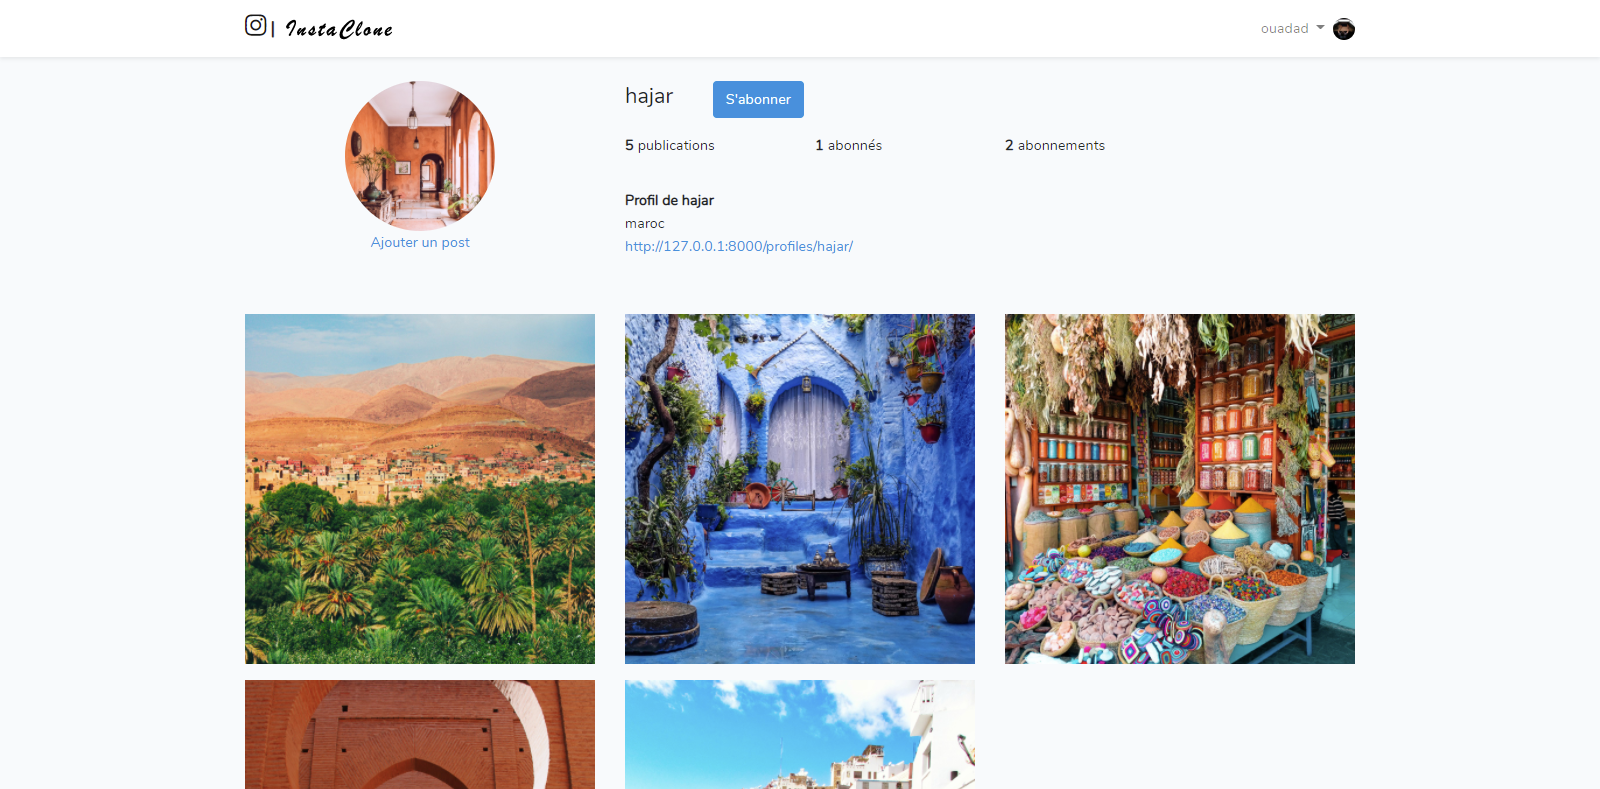 | InstaClone
ouadad
hajar
S'abonner
5 publications
1 abonnés
2 abonnements
Profil de hajar
maroc
http://127.0.0.1:8000/profiles/hajar/
Ajouter un post